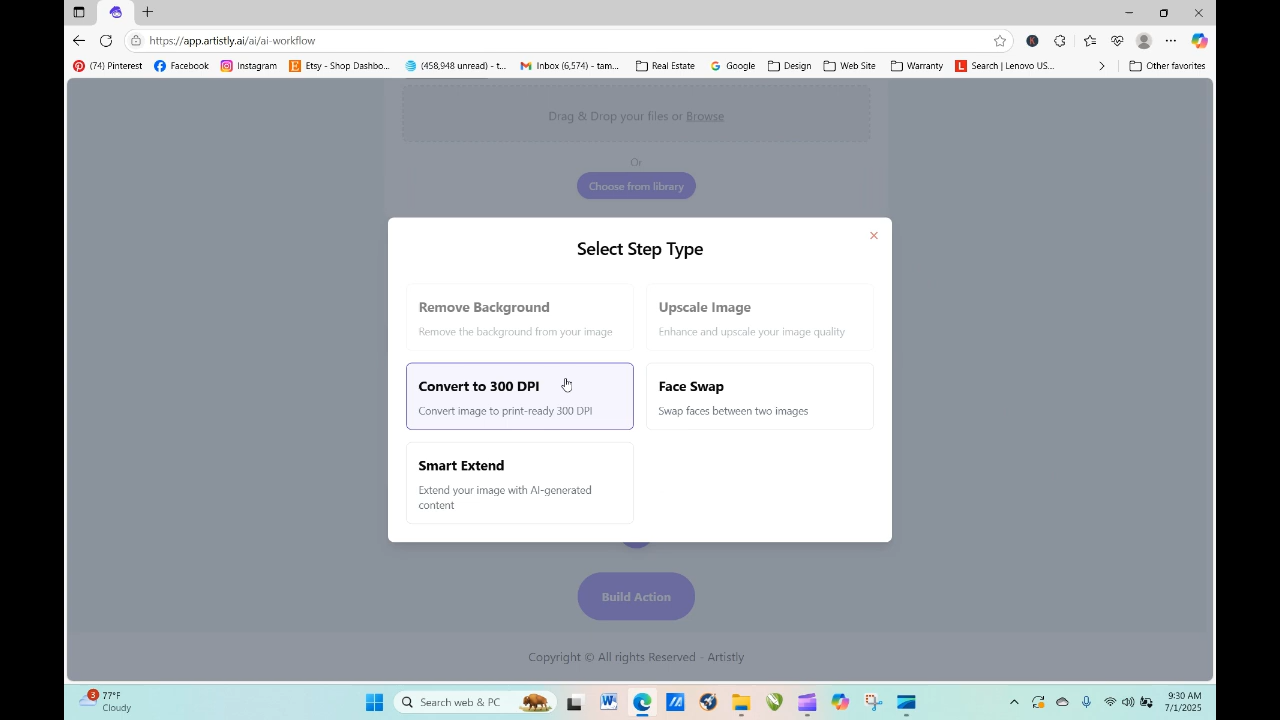 https://app.artistly.ai/ai/ai-workflow
(74) Pinterest
Facebook
Instagram
Etsy - Shop Dashbo...
(458,948 unread) - t...
Inbox (6,574) - tam...
Real Estate
Google
Design
Web Site
Warranty
Search | Lenovo US...
Other favorites
Drag & Drop your files or Browse
Or
Choose from library
Select Step Type
Remove Background
Remove the background from your image
Upscale Image
Enhance and upscale your image quality
Convert to 300 DPI
Convert image to print-ready 300 DPI
Face Swap
Swap faces between two images
Smart Extend
Extend your image with AI-generated
content
Build Action
Copyright © All rights Reserved - Artistly
3
77°F
Cloudy
Search web & PC
9:30 AM
7/1/2025